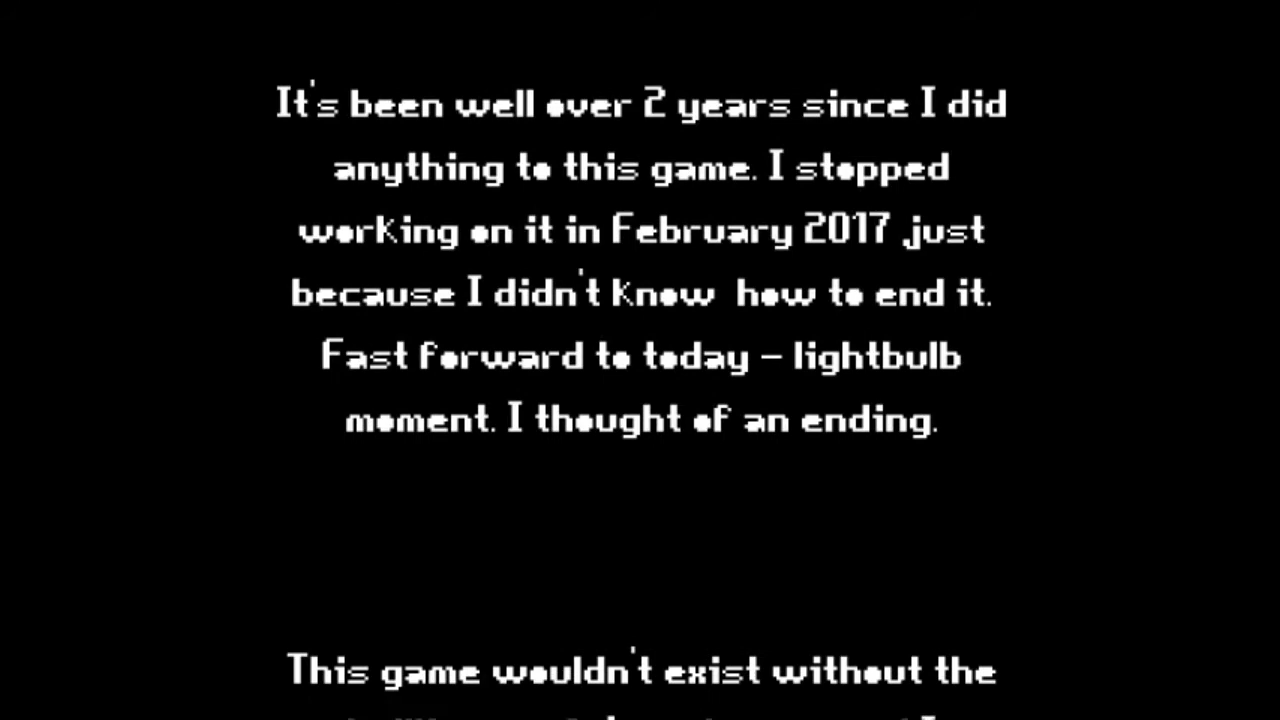 It's been well over 2 years since I did
anything to this game. I stopped
working on it in February 2017 just
because I didn't know  how to end it.
Fast forward to today - lightbulb
moment. I thought of an ending.
This game wouldn't exist without the